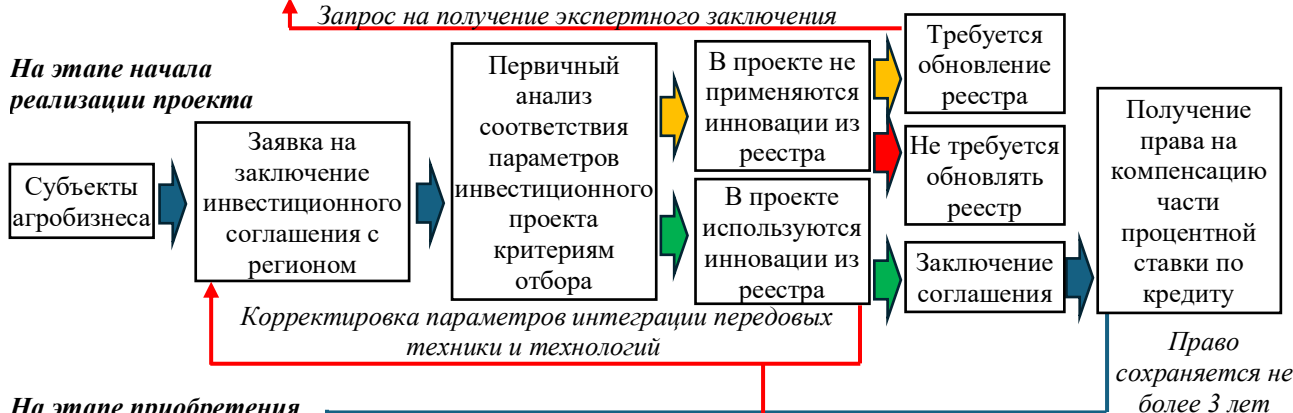 Запрос на получение экспертного заключения
На этапе начала
реализации проекта
Субъекты
агробизнеса
Заявка на
заключение
инвестиционного
соглашения с
регионом
Первичный
анализ
соответствия
параметров
инвестиционного
проекта
критериям
отбора
В проекте не
применяются
инновации из
реестра
В проекте
используются
инновации из
реестра
Требуется
обновление
реестра
Не требуется
обновлять
реестр
Заключение
соглашения
Получение
права на
компенсацию
части
процентной
ставки по
кредиту
Корректировка параметров интеграции передовых
техники и технологий
Право
сохраняется не
более 3 лет
На этапе приобретения